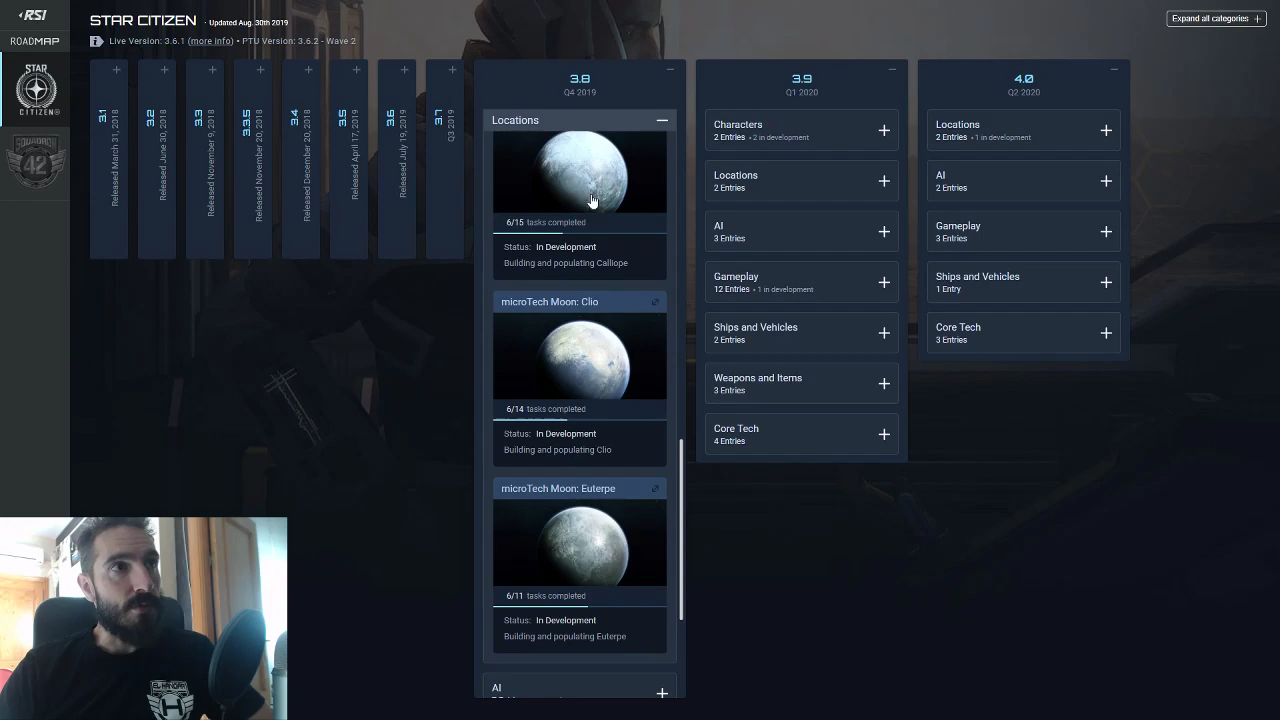 RSI
ROADMAP
STAR CITIZEN
SQUADRON 42
STAR CITIZEN • Updated Aug. 30th 2019
Live Version: 3.6.1 (more info) • PTU Version: 3.6.2 - Wave 2
Expand all categories
3.1
Released March 31, 2018
3.2
Released June 30, 2018
3.3
Released November 9, 2018
3.3.5
Released November 20, 2018
3.4
Released December 20, 2018
3.5
Released April 17, 2019
3.6
Released July 19, 2019
3.7
Q3 2019
3.8
Q4 2019
Locations
6/15 tasks completed
Status: In Development
Building and populating Calliope
microTech Moon: Clio
6/14 tasks completed
Status: In Development
Building and populating Clio
microTech Moon: Euterpe
6/11 tasks completed
Status: In Development
Building and populating Euterpe
AI
3.9
Q1 2020
Characters
2 Entries • 2 in development
Locations
2 Entries
AI
3 Entries
Gameplay
12 Entries • 1 in development
Ships and Vehicles
2 Entries
Weapons and Items
3 Entries
Core Tech
4 Entries
4.0
Q2 2020
Locations
2 Entries • 1 in development
AI
2 Entries
Gameplay
3 Entries
Ships and Vehicles
1 Entry
Core Tech
3 Entries